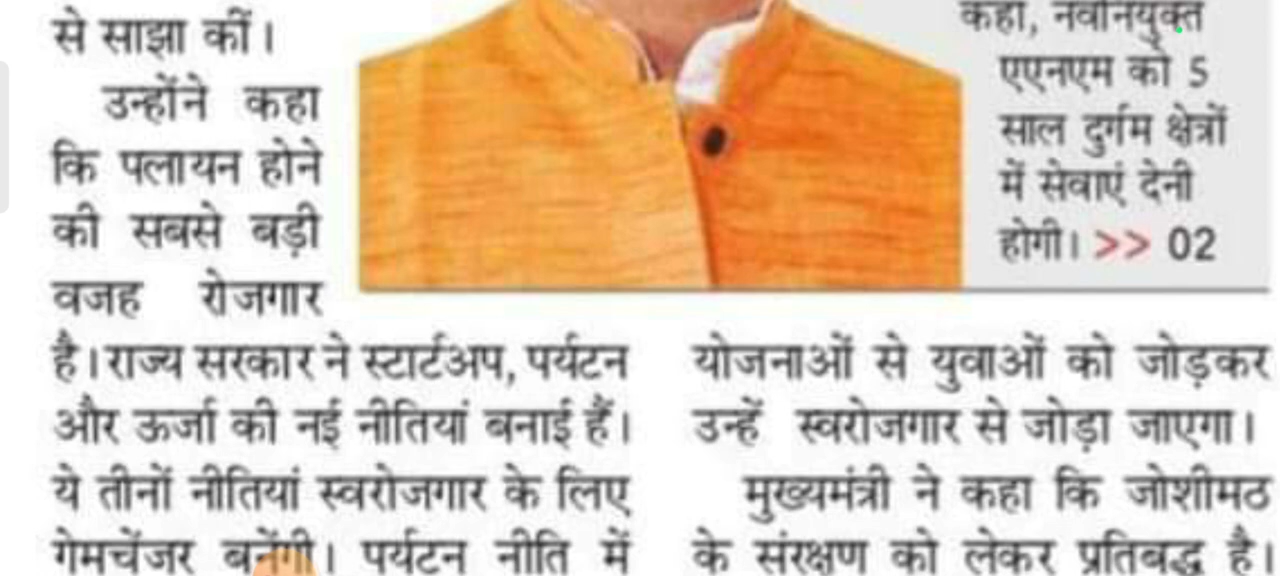 से साझा कीं।
उन्होंने कहा
कि पलायन होने
की सबसे बड़ी
वजह रोजगार
है। राज्य सरकार ने स्टार्टअप, पर्यटन
और ऊर्जा की नई नीतियां बनाई हैं।
ये तीनों नीतियां स्वरोजगार के लिए
गेमचेंजर बनेंगी। पर्यटन नीति में
कहा, नवनियुक्त
एएनएम को 5
साल दुर्गम क्षेत्रों
में सेवाएं देनी
होगी। >> 02
योजनाओं से युवाओं को जोड़कर
उन्हें स्वरोजगार से जोड़ा जाएगा।
मुख्यमंत्री ने कहा कि जोशीमठ
के संरक्षण को लेकर प्रतिबद्ध है।